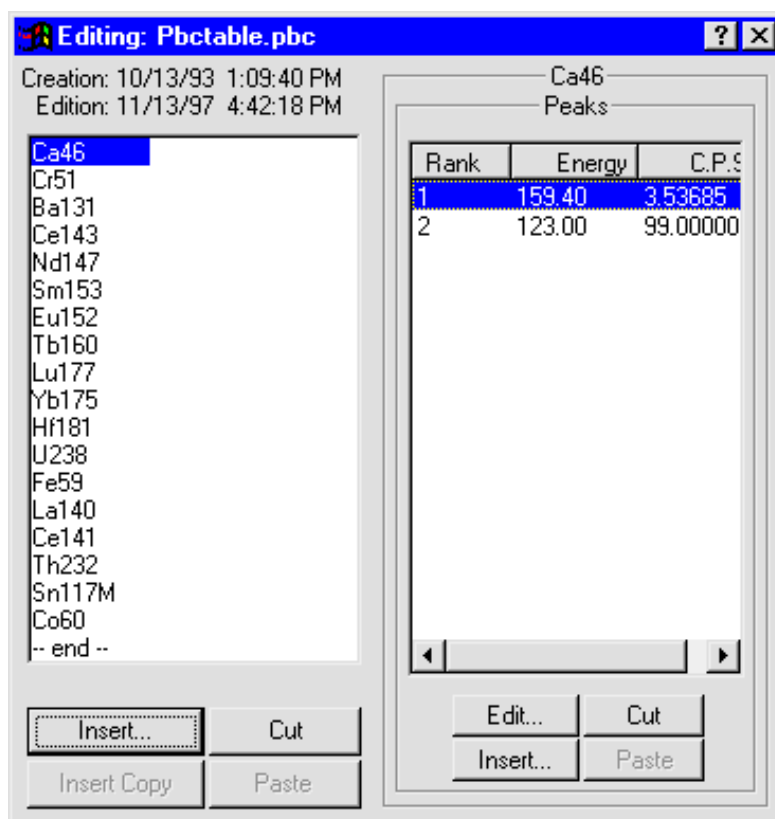 Editing: Pbctable.pbc
Creation: 10/13/93 1:09:40 PM
Edition: 11/13/97 4:42:18 PM
Ca46
Cr51
Ba131
Ce143
Nd147
Sm153
Eu152
Tb160
Lu177
Yb175
Hf181
U238
Fe59
La140
Ce141
Th232
Sn117M
Co60
-- end --
Insert... Cut
Insert Copy Paste
Ca46
Peaks
Rank Energy C.P.S
1 159.40 3.53685
2 123.00 99.00000
Edit... Cut
Insert... Paste